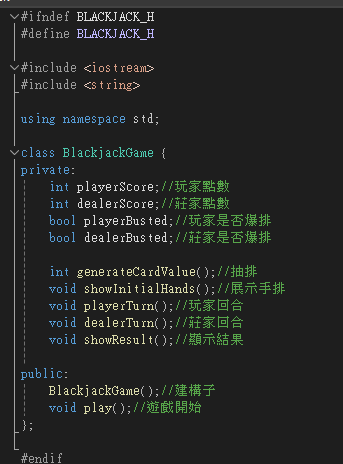 #ifndef BLACKJACK_H
#define BLACKJACK_H
#include <iostream>
#include <string>
using namespace std;
class BlackjackGame {
private:
int playerScore;//玩家點數
int dealerScore;//莊家點數
bool playerBusted;//玩家是否爆排
bool dealerBusted;//莊家是否爆排
int generateCardValue();//抽排
void showInitialHands();//展示手排
void playerTurn();//玩家回合
void dealerTurn();//莊家回合
void showResult();//顯示結果
public:
BlackjackGame();//建構子
void play();//遊戲開始
};
#endif